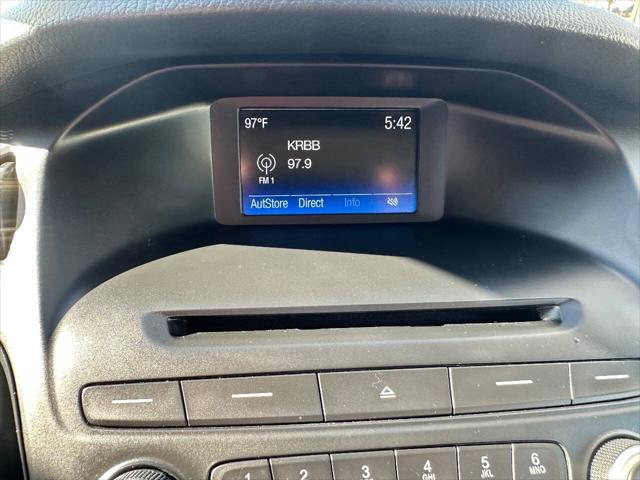 97°F 5:42
KRBB
97.9
FM 1
AutStore Direct Info
1 2 3 4 GHI 5 JKL 6 MNO